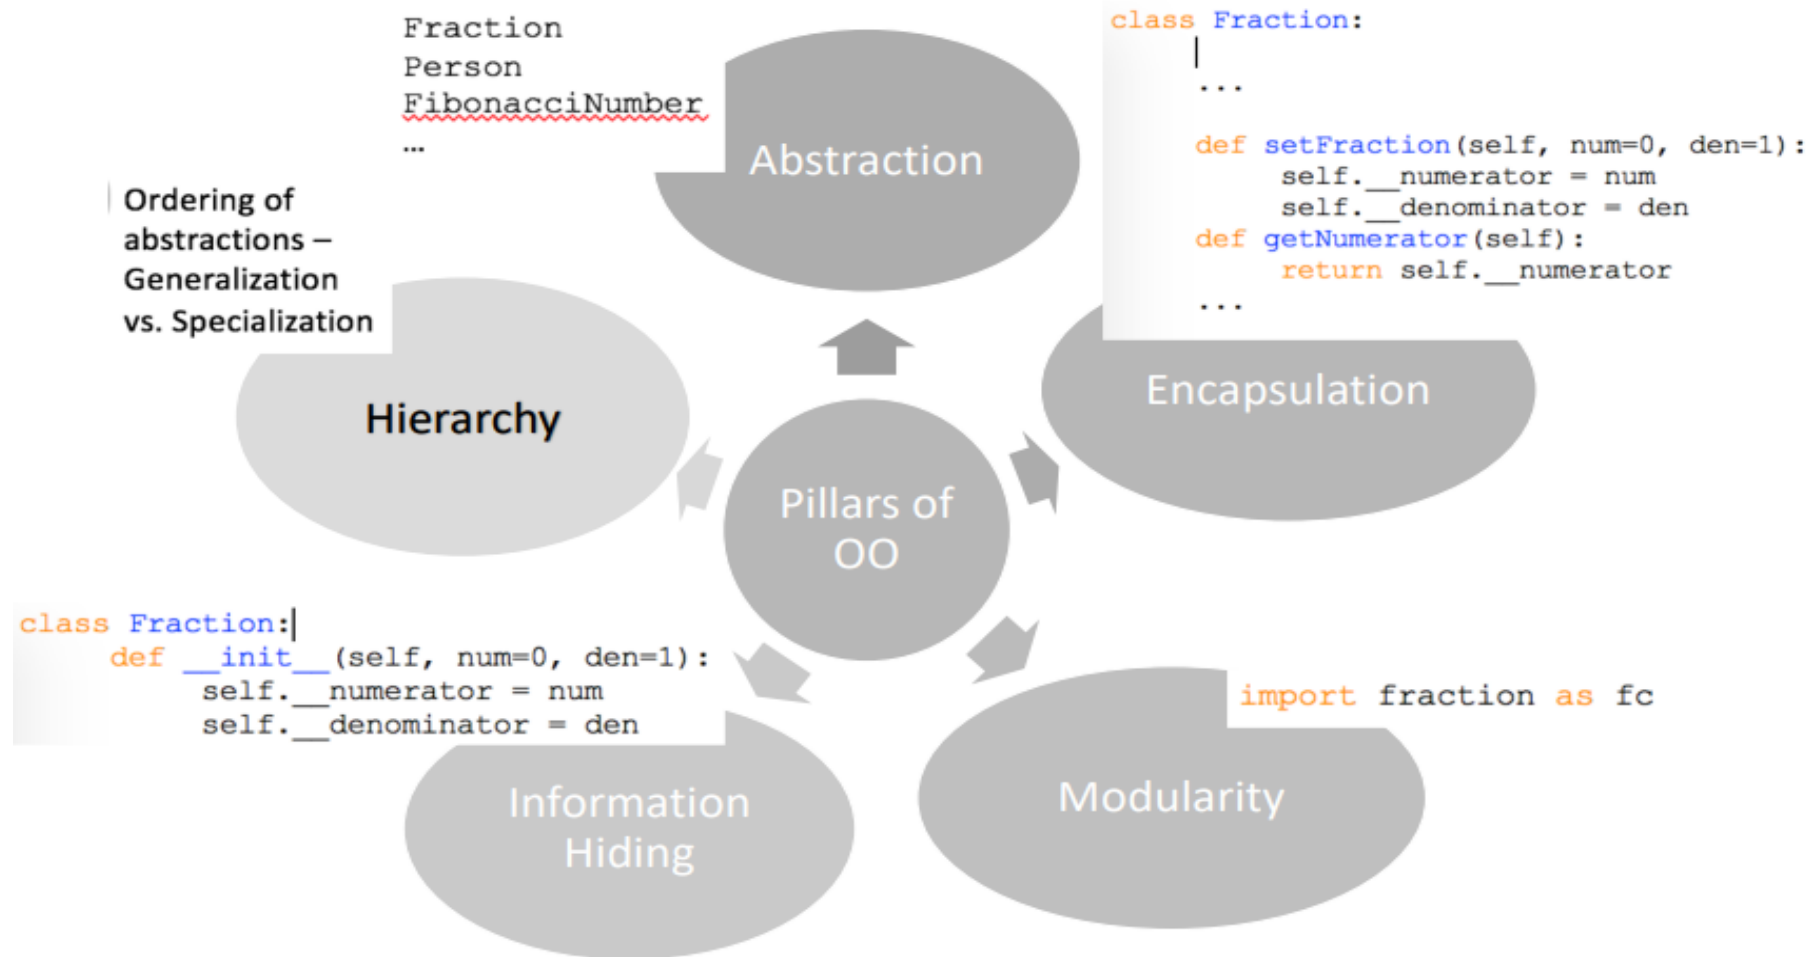 Fraction
Person
FibonacciNumber
...
Abstraction
class Fraction:
...
def setFraction(self, num=0, den=1):
self.__numerator = num
self.__denominator = den
def getNumerator(self):
return self.__numerator
...
Encapsulation
Ordering of
abstractions –
Generalization
vs. Specialization
Hierarchy
Pillars of
OO
class Fraction:
def __init__(self, num=0, den=1):
self.__numerator = num
self.__denominator = den
Information
Hiding
import fraction as fc
Modularity